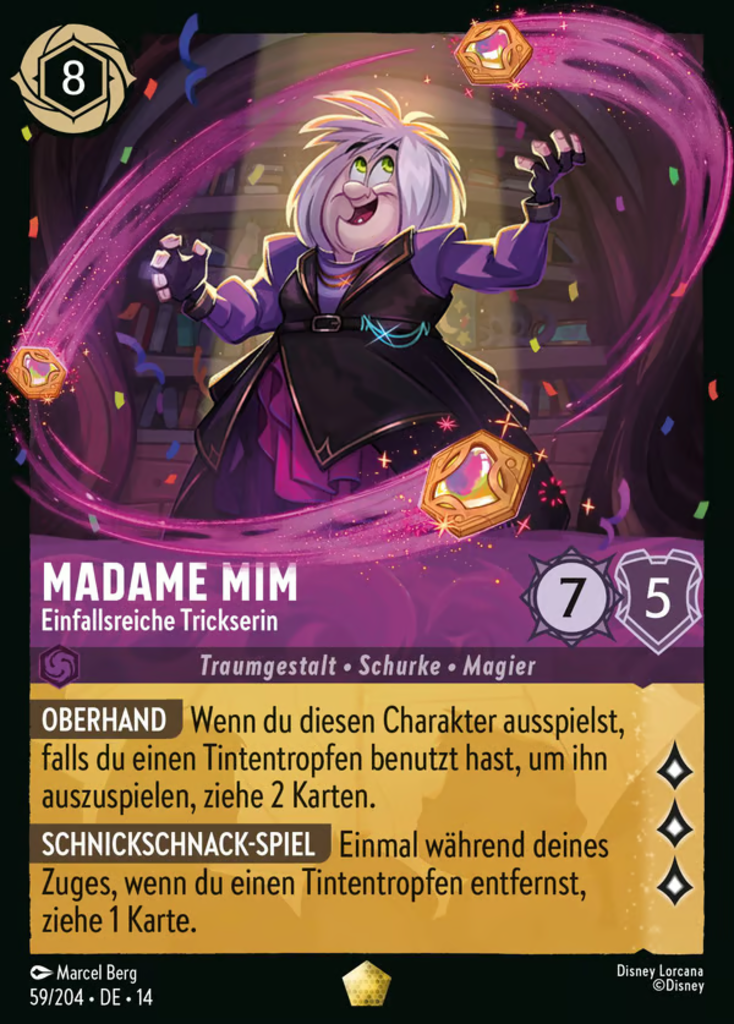 8
MADAME MIM
Einfallsreiche Trickserin
7
5
Traumgestalt • Schurke • Magier
OBERHAND Wenn du diesen Charakter ausspielst,
falls du einen Tintentropfen benutzt hast, um ihn
auszuspielen, ziehe 2 Karten.
SCHNICKSCHNACK-SPIEL Einmal während deines
Zuges, wenn du einen Tintentropfen entfernst,
ziehe 1 Karte.
Marcel Berg
59/204 • DE • 14
Disney Lorcana
©Disney